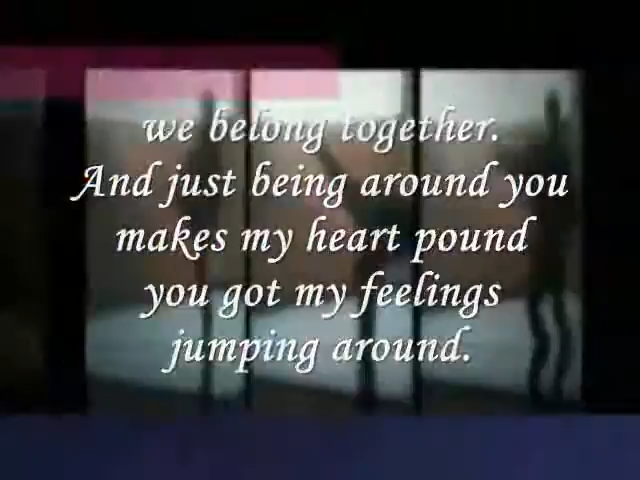 we belong together.
And just being around you
makes my heart pound
you got my feelings
jumping around.